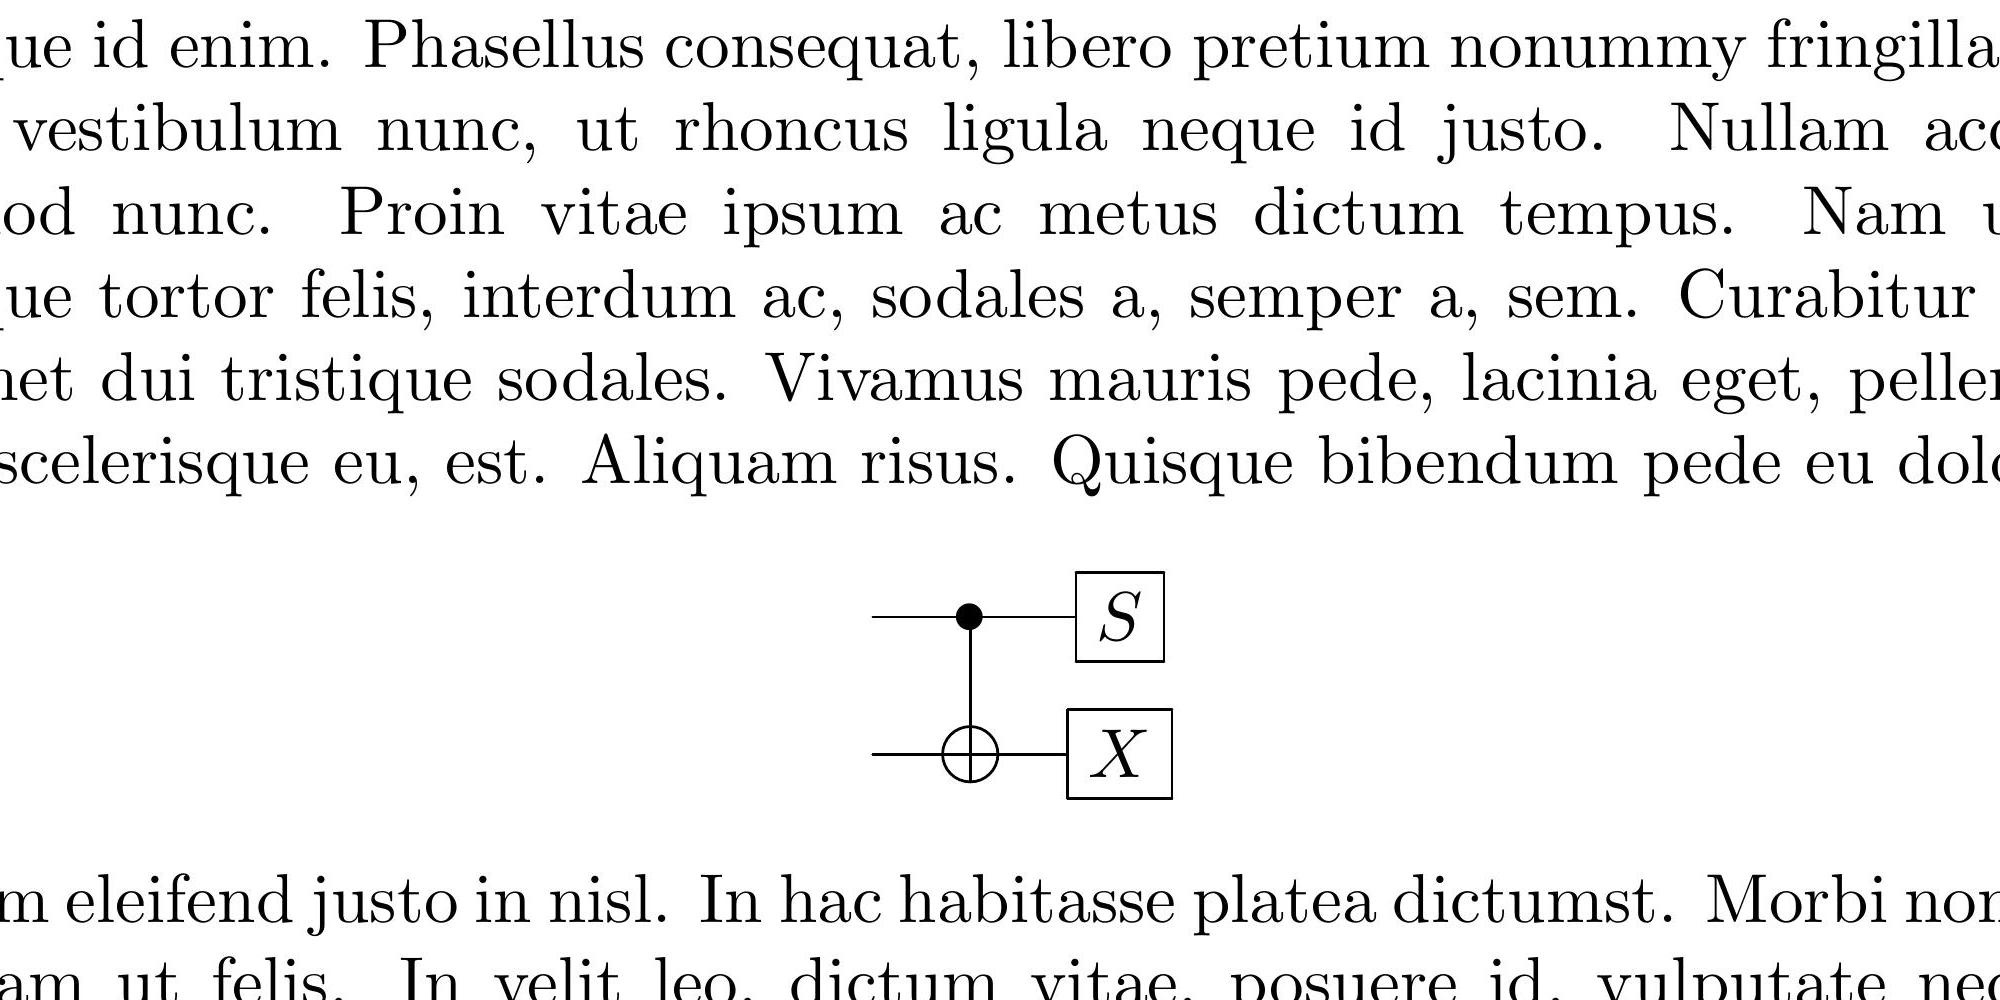 ue id enim. Phasellus consequat, libero pretium nonummy fringilla
vestibulum nunc, ut rhoncus ligula neque id justo. Nullam acc
od nunc. Proin vitae ipsum ac metus dictum tempus. Nam u
ue tortor felis, interdum ac, sodales a, semper a, sem. Curabitur
net dui tristique sodales. Vivamus mauris pede, lacinia eget, peller
scelerisque eu, est. Aliquam risus. Quisque bibendum pede eu dolo
S
X
m eleifend justo in nisl. In hac habitasse platea dictumst. Morbi non
am ut felis. In velit leo, dictum vitae, posuere id, vulputate nec